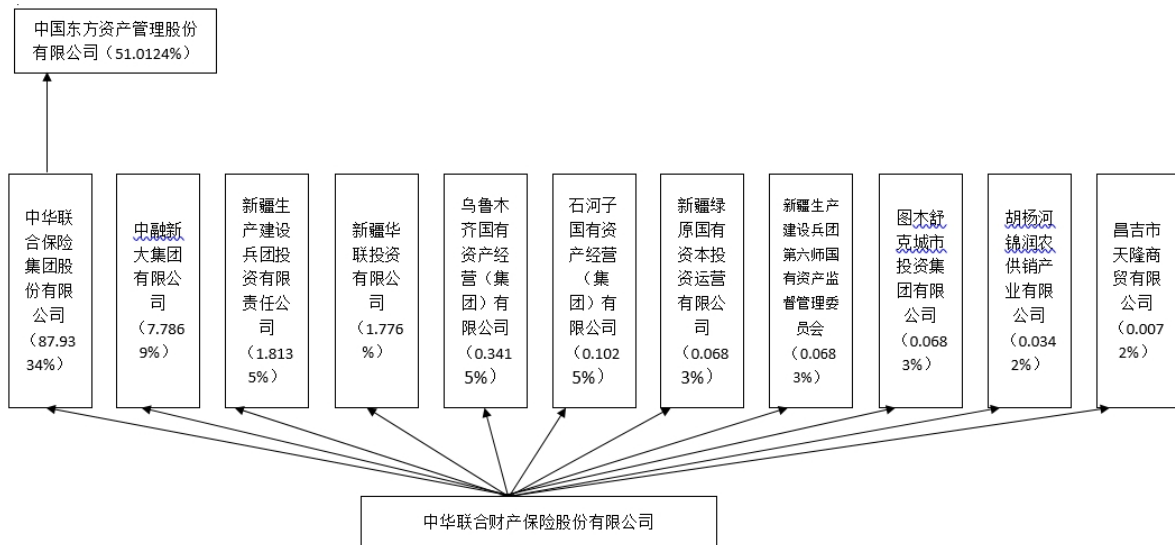 中国东方资产管理股份
有限公司（51.0124%）
中华联
合保险
集团股
份有限
公司
（87.93
34%）
中融新
大集团
有限公
司
（7.786
9%）
新疆生
产建设
兵团投
资有限
责任公
司
（1.813
5%）
新疆华
联投资
有限公
司
（1.776
%）
乌鲁木
齐国有
资产经
营（集
团）有
限公司
（0.341
5%）
石河子
国有资
产经营
（集
团）有
限公司
（0.102
5%）
新疆绿
原国有
资本投
资运营
有限公
司
（0.068
3%）
新疆生产
建设兵团
第六师国
有资产监
督管理委
员会
（0.068
3%）
图木舒
克城市
投资集
团有限
公司
（0.068
3%）
胡杨河
锦润农
供销产
业有限
公司
（0.034
2%）
昌吉市
天隆商
贸有限
公司
（0.007
2%）
中华联合财产保险股份有限公司